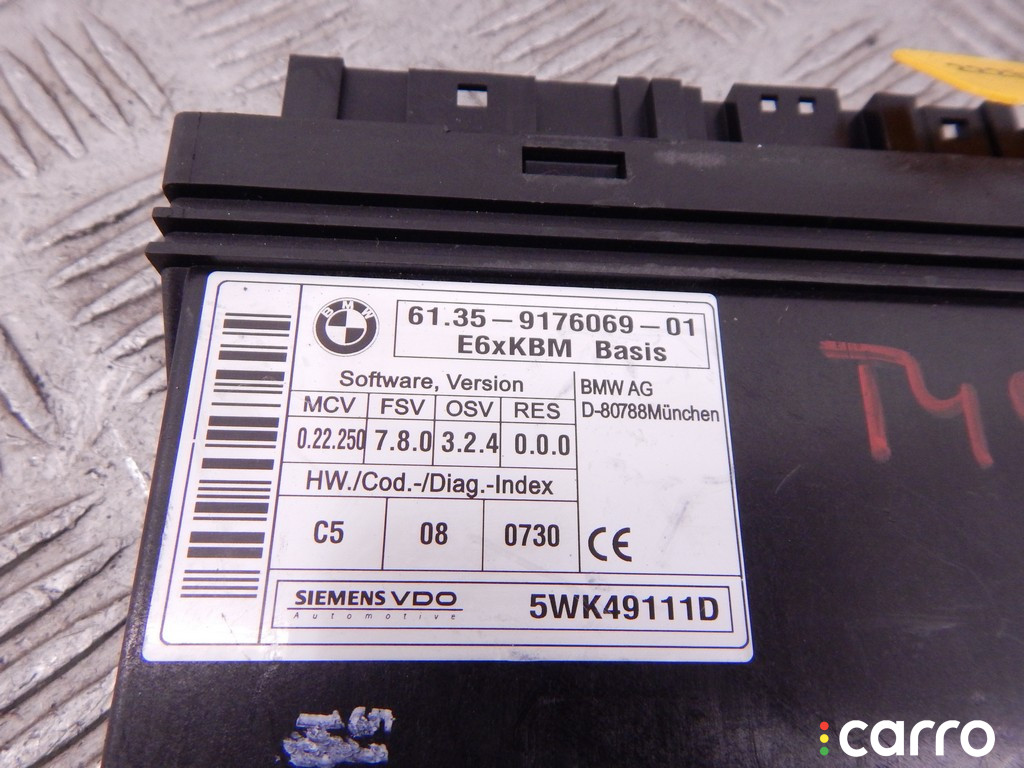 BMW
61.35-9176069-01
E6xKBM Basis
Software, Version
MCV FSV OSV RES
0.22.250 7.8.0 3.2.4 0.0.0
BMW AG
D-80788München
HW./Cod.-/Diag.-Index
C5 08 0730
CE
SIEMENS VDO
Automotive
5WK49111D
carro